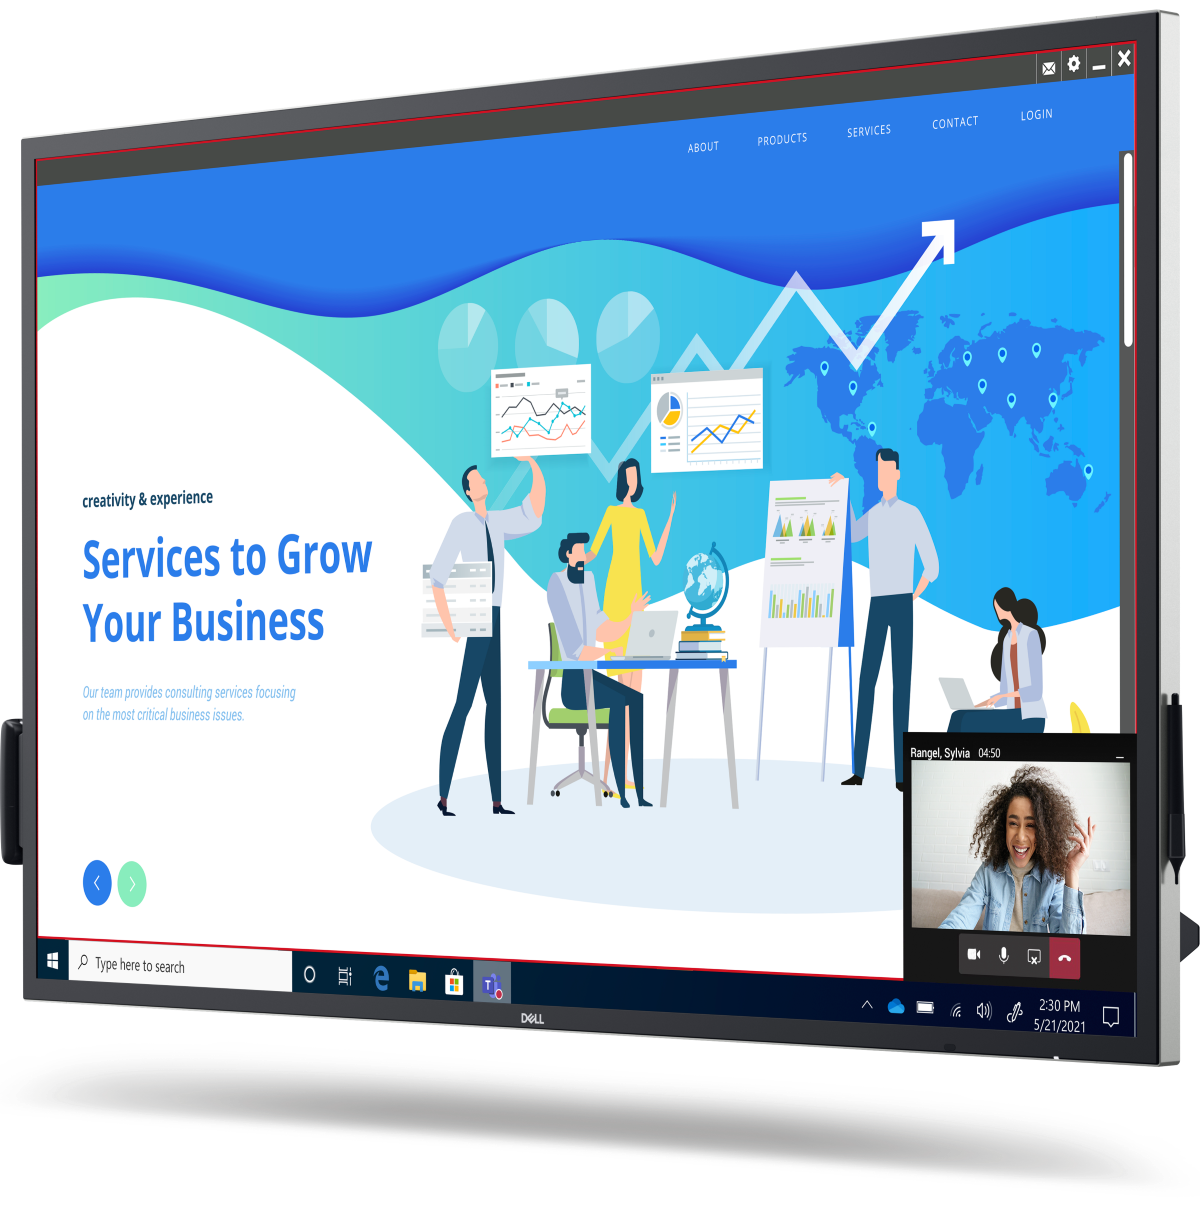 ABOUT PRODUCTS SERVICES CONTACT LOGIN
creativity & experience
Services to Grow
Your Business
Our team provides consulting services focusing
on the most critical business issues.
Rangel, Sylvia 04:50
Type here to search
2:30 PM
5/21/2021
DELL